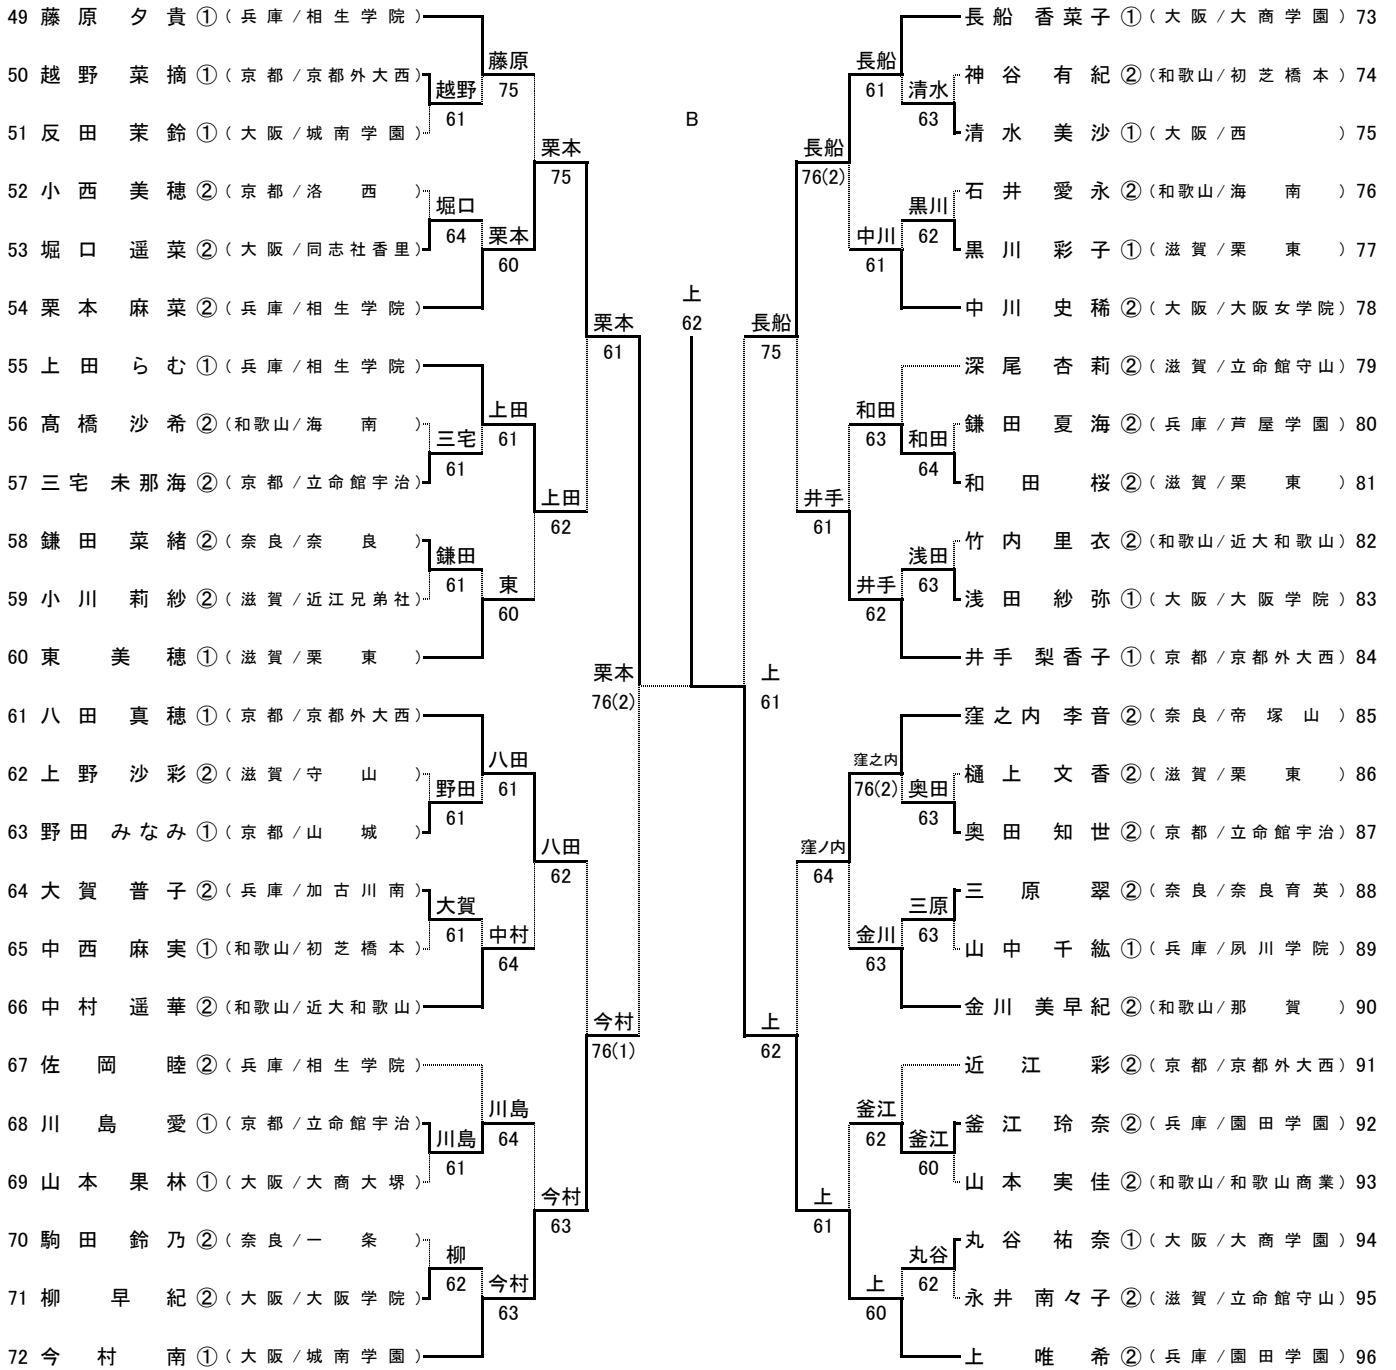 49 藤原 夕貴 ① (兵庫/相生学院)
50 越野 菜摘 ① (京都/京都外大西)
51 反田 茉鈴 ① (大阪/城南学園)
52 小西 美穂 ② (京都/洛西)
53 堀口 遥菜 ② (大阪/同志社香里)
54 栗本 麻菜 ② (兵庫/相生学院)
55 上田 らむ ① (兵庫/相生学院)
56 髙橋 沙希 ② (和歌山/海南)
57 三宅 未那海 ② (京都/立命館宇治)
58 鎌田 菜緒 ② (奈良/奈良)
59 小川 莉紗 ② (滋賀/近江兄弟社)
60 東 美穂 ① (滋賀/栗東)
61 八田 真穂 ① (京都/京都外大西)
62 上野 沙彩 ② (滋賀/守山)
63 野田 みなみ ① (京都/山城)
64 大賀 普子 ② (兵庫/加古川南)
65 中西 麻実 ① (和歌山/初芝橋本)
66 中村 遥華 ② (和歌山/近大和歌山)
67 佐岡 睦 ② (兵庫/相生学院)
68 川島 愛 ① (京都/立命館宇治)
69 山本 果林 ① (大阪/大商大堺)
70 駒田 鈴乃 ② (奈良/一条)
71 柳 早紀 ② (大阪/大阪学院)
72 今村 南 ① (大阪/城南学園)
越野
61
堀口
64
三宅
61
鎌田
61
野田
61
大賀
61
川島
61
柳
62
藤原
75
栗本
60
上田
61
東
60
八田
61
中村
64
川島
64
今村
63
栗本
75
上田
62
八田
62
今村
63
栗本
61
今村
76(1)
栗本
76(2)
B
上
62
上
61
長船
75
上
62
長船
76(2)
井手
61
窪ノ内
64
上
61
長船
61
中川
61
和田
63
井手
62
窪之内
76(2)
金川
63
釜江
62
上
60
清水
63
黒川
62
和田
64
浅田
63
奥田
63
三原
63
釜江
60
丸谷
62
長船 香菜子 ① (大阪/大商学園) 73
神谷 有紀 ② (和歌山/初芝橋本) 74
清水 美沙 ① (大阪/西) 75
石井 愛永 ② (和歌山/海南) 76
黒川 彩子 ① (滋賀/栗東) 77
中川 史稀 ② (大阪/大阪女学院) 78
深尾 杏莉 ② (滋賀/立命館守山) 79
鎌田 夏海 ② (兵庫/芦屋学園) 80
和田 桜 ② (滋賀/栗東) 81
竹内 里衣 ② (和歌山/近大和歌山) 82
浅田 紗弥 ① (大阪/大阪学院) 83
井手 梨香子 ① (京都/京都外大西) 84
窪之内 李音 ② (奈良/帝塚山) 85
樋上 文香 ② (滋賀/栗東) 86
奥田 知世 ② (京都/立命館宇治) 87
三原 翠 ② (奈良/奈良育英) 88
山中 千紘 ① (兵庫/夙川学院) 89
金川 美早紀 ② (和歌山/那賀) 90
近江 彩 ② (京都/京都外大西) 91
釜江 玲奈 ② (兵庫/園田学園) 92
山本 実佳 ② (和歌山/和歌山商業) 93
丸谷 祐奈 ① (大阪/大商学園) 94
永井 南々子 ② (滋賀/立命館守山) 95
上 唯希 ② (兵庫/園田学園) 96